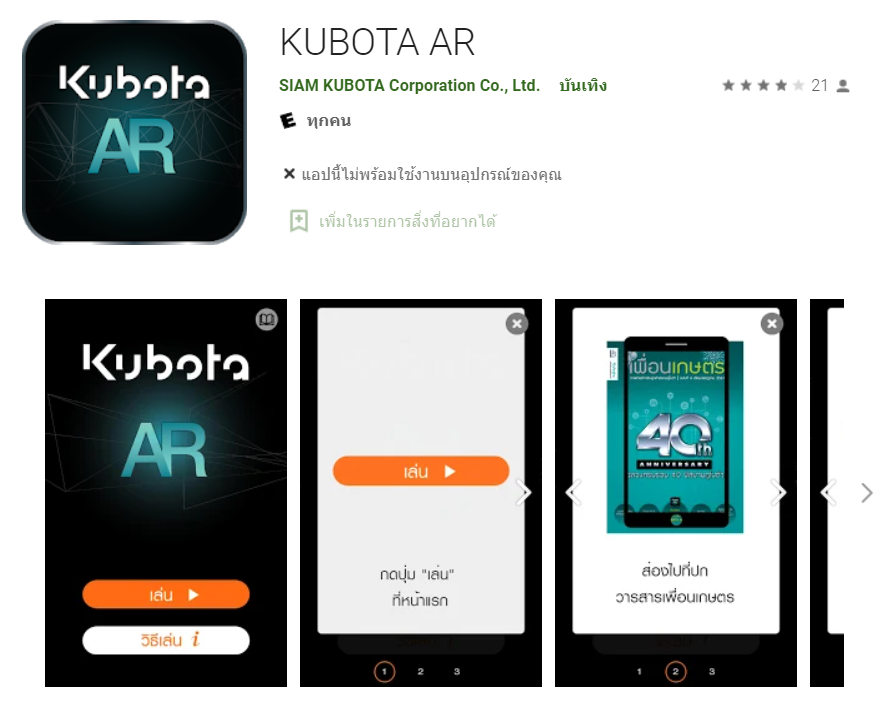 Kubota
AR
KUBOTA AR
SIAM KUBOTA Corporation Co., Ltd. บันเทิง
21
E ทุกคน
แอปนี้ไม่พร้อมใช้งานบนอุปกรณ์ของคุณ
เพิ่มในรายการสิ่งที่อยากได้
Kubota
AR
เล่น
วิธีเล่น i
เล่น
กดปุ่ม "เล่น"
ที่หน้าแรก
1 2 3
เพื่อนเกษตร
40th
ANNIVERSARY
ส่องไปที่ปก
วารสารเพื่อนเกษตร
1 2 3